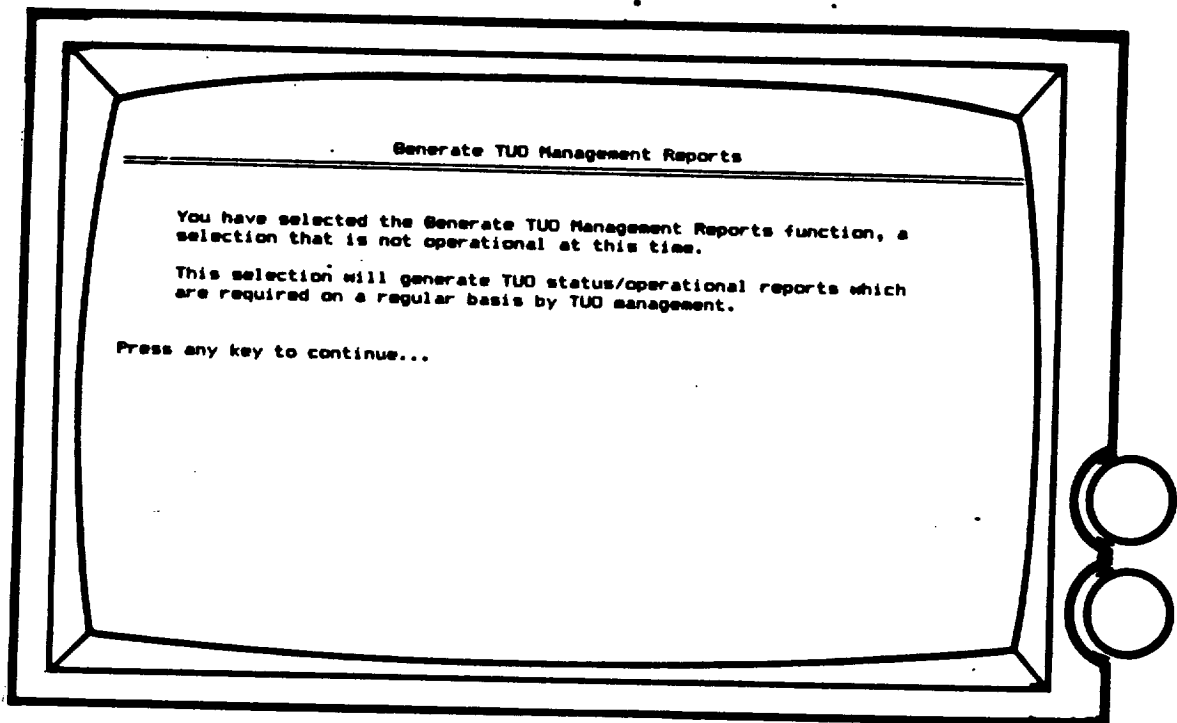 Generate TUO Management Reports
You have selected the Generate TUO Management Reports function, a
selection that is not operational at this time.
This selection will generate TUO status/operational reports which
are required on a regular basis by TUO management.
Press any key to continue...